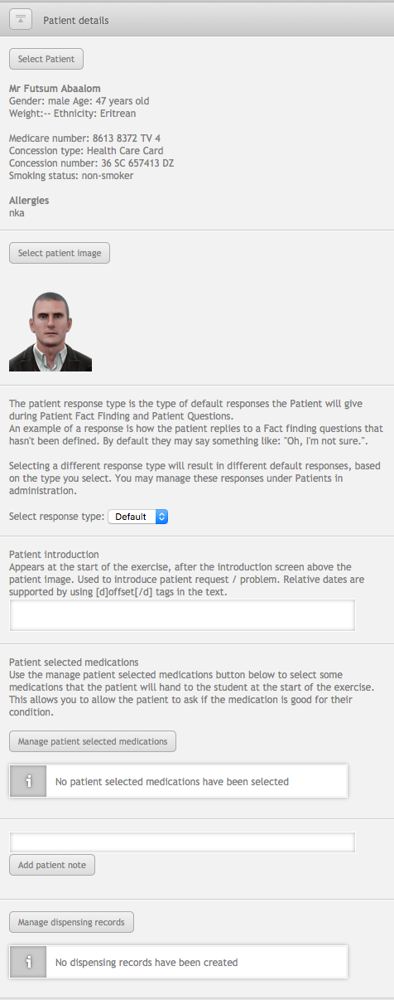 Patient details
Select Patient
Mr Futsum Abaalom
Gender: male Age: 47 years old
Weight:-- Ethnicity: Eritrean
Medicare number: 8613 8372 TV 4
Concession type: Health Care Card
Concession number: 36 SC 657413 DZ
Smoking status: non-smoker
Allergies
nka
Select patient image
The patient response type is the type of default responses the Patient will give
during Patient Fact Finding and Patient Questions.
An example of a response is how the patient replies to a Fact finding questions that
hasn't been defined. By default they may say something like: "Oh, I'm not sure.".
Selecting a different response type will result in different default responses, based
on the type you select. You may manage these responses under Patients in
administration.
Select response type: Default
Patient introduction
Appears at the start of the exercise, after the introduction screen above the
patient image. Used to introduce patient request / problem. Relative dates are
supported by using [d]offset[/d] tags in the text.
Patient selected medications
Use the manage patient selected medications button below to select some
medications that the patient will hand to the student at the start of the exercise.
This allows you to allow the patient to ask if the medication is good for their
condition.
Manage patient selected medications
No patient selected medications have been selected
Add patient note
Manage dispensing records
No dispensing records have been created